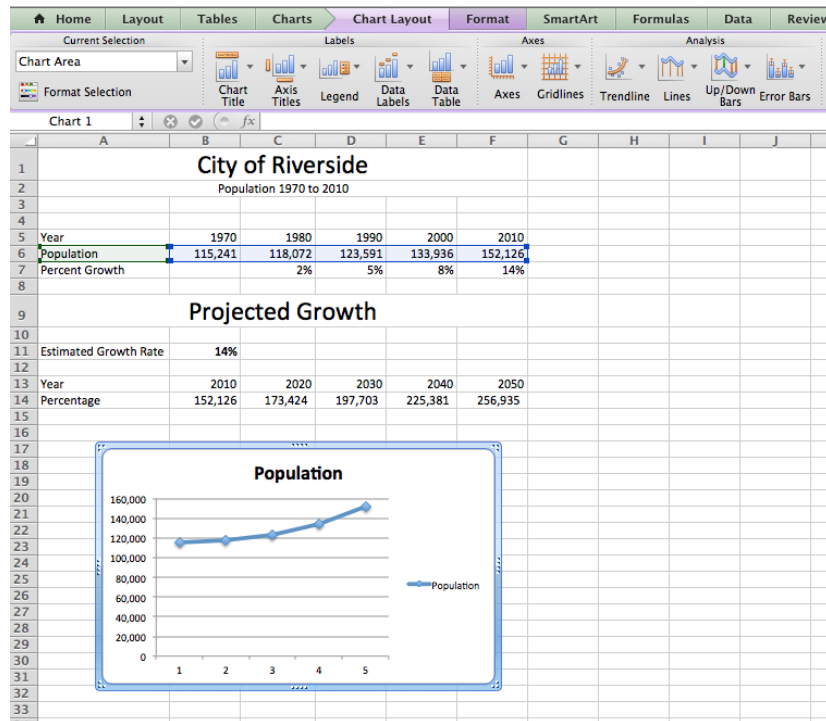 Home Layout Tables Charts Chart Layout Format SmartArt Formulas Data Review
Current Selection Labels Axes Analysis
Chart Area
Format Selection
Chart Title Axis Titles Legend Data Labels Data Table Axes Gridlines Trendline Lines Up/Down Bars Error Bars
Chart 1 fx
A B C D E F G H I J
1 City of Riverside
2 Population 1970 to 2010
3
4
5 Year 1970 1980 1990 2000 2010
6 Population 115,241 118,072 123,591 133,936 152,126
7 Percent Growth 2% 5% 8% 14%
8
9 Projected Growth
10
11 Estimated Growth Rate 14%
12
13 Year 2010 2020 2030 2040 2050
14 Percentage 152,126 173,424 197,703 225,381 256,935
15
16
17
18
19
20
21
22
23
24
25
26
27
28
29
30
31
32
33
Population
160,000
140,000
120,000
100,000
80,000
60,000
40,000
20,000
0
1 2 3 4 5
Population